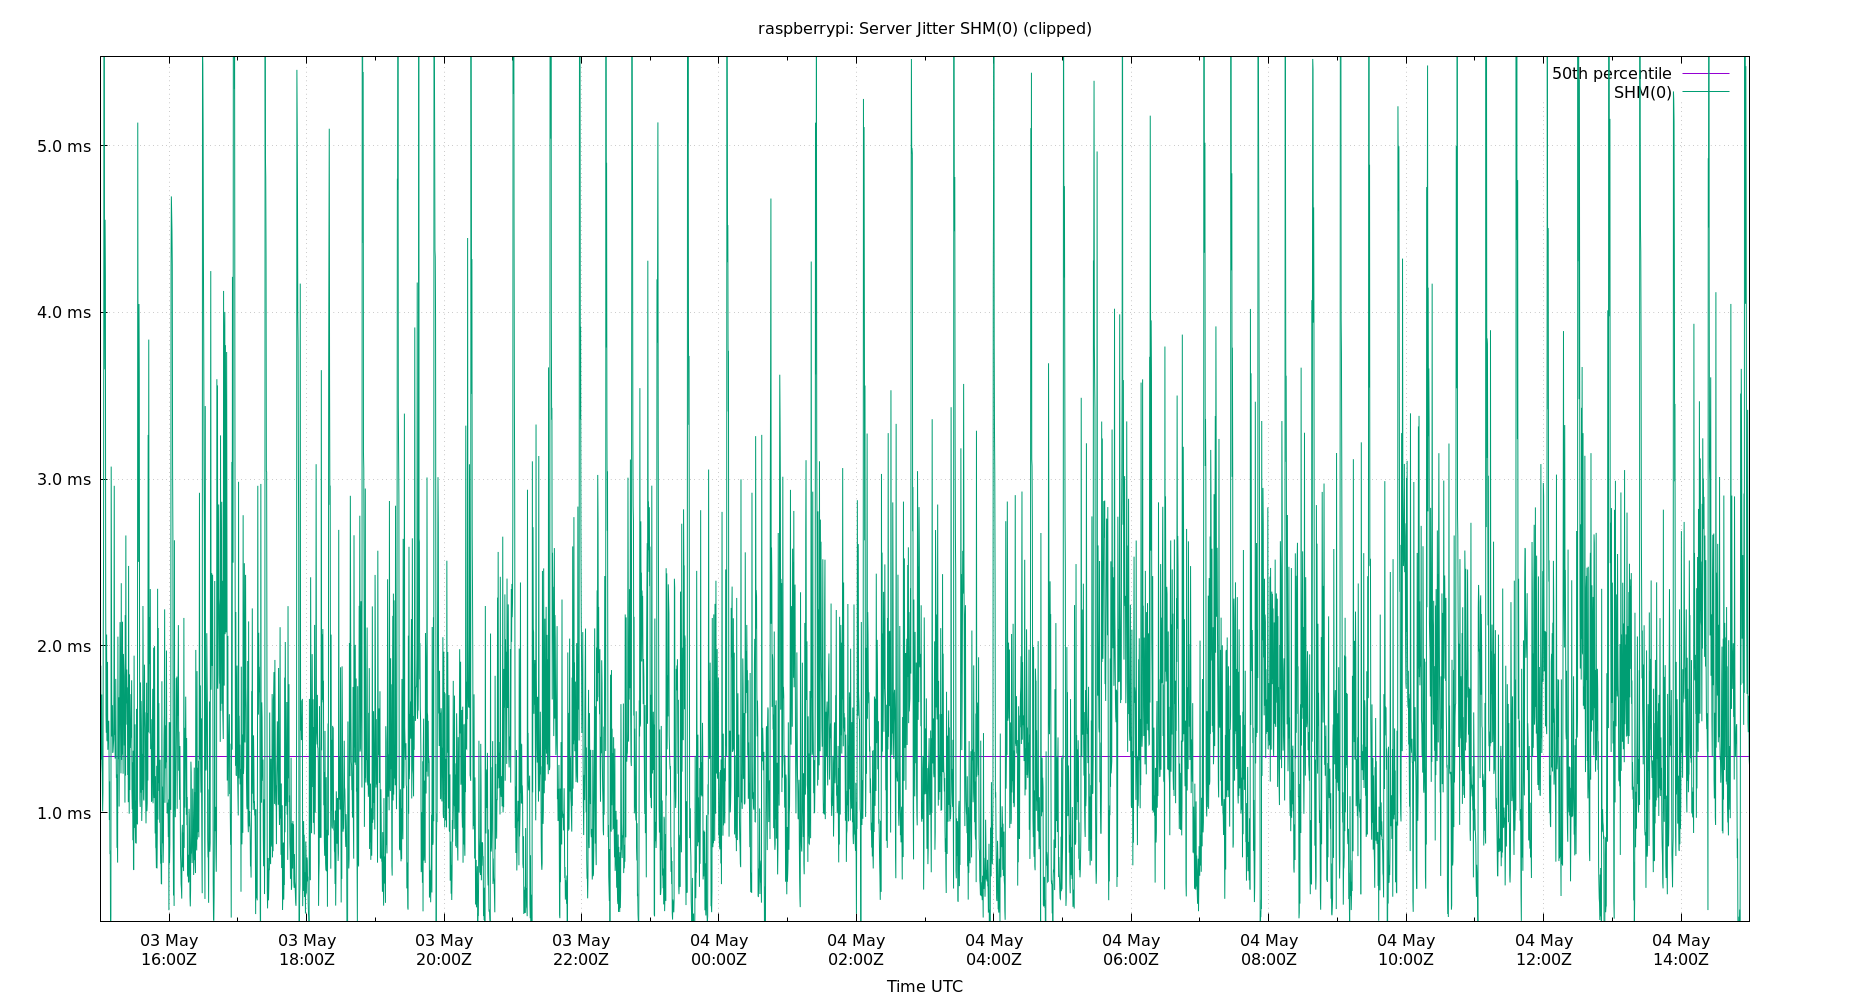 raspberrypi: Server Jitter SHM(0) (clipped)
50th percentile
SHM(0)
5.0 ms
4.0 ms
3.0 ms
2.0 ms
1.0 ms
03 May 03 May 03 May 03 May 04 May 04 May 04 May 04 May 04 May 04 May 04 May 04 May
16:00Z 18:00Z 20:00Z 22:00Z 00:00Z 02:00Z 04:00Z 06:00Z 08:00Z 10:00Z 12:00Z 14:00Z
Time UTC